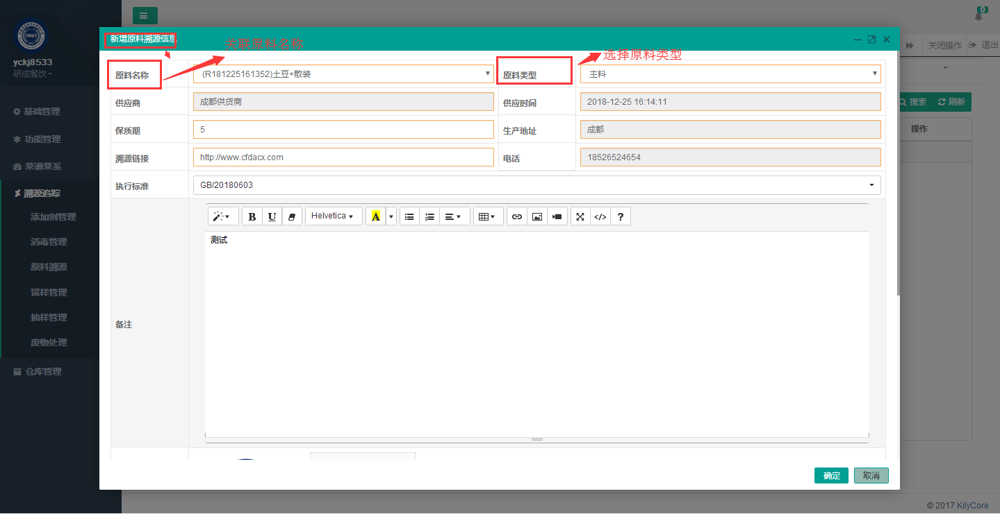 0
yckj8533
研成餐饮
基础管理
功能管理
菜谱菜系
溯源追踪
添加剂管理
消毒管理
原料溯源
留样管理
抽样管理
废物处理
仓库管理
关闭操作 退出
搜索 刷新
操作
新增原料溯源信息
关联原料名称
选择原料类型
原料名称 (R181225161352)土豆+散装 原料类型 主料
供应商 成都供货商 供应时间 2018-12-25 16:14:11
保质期 5 生产地址 成都
溯源链接 http://www.cfdacx.com 电话 18526524654
执行标准 GB/20180603
B U Helvetica A </> ?
测试
备注
确定 取消
© 2017 KilyCore